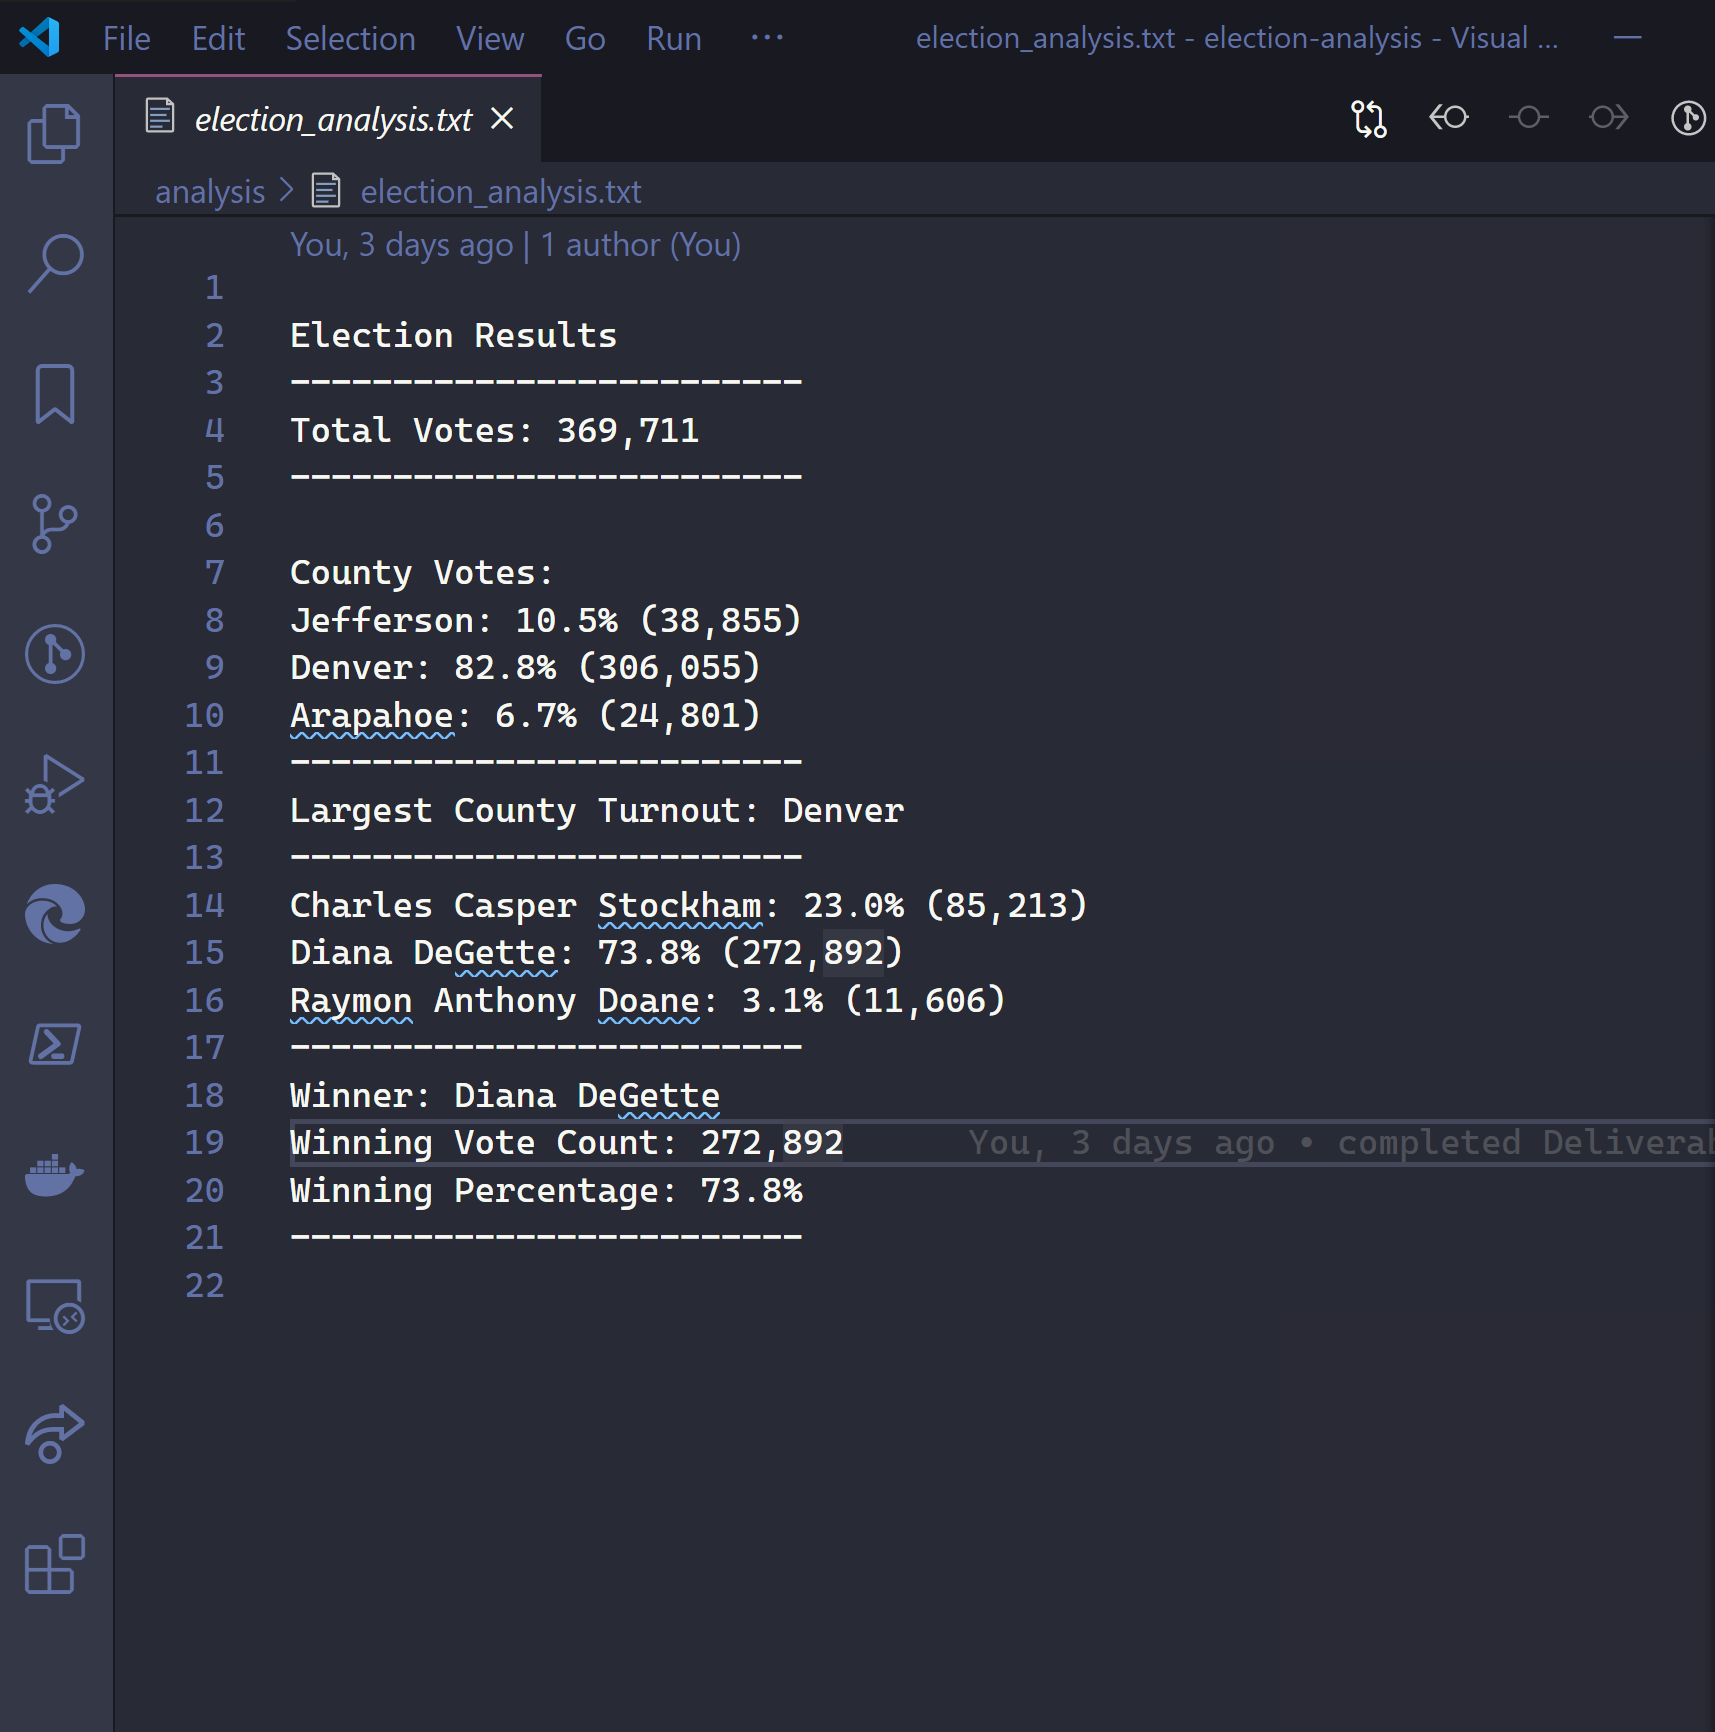 File Edit Selection View Go Run ··· election_analysis.txt - election-analysis - Visual ...
election_analysis.txt
analysis > election_analysis.txt
You, 3 days ago | 1 author (You)
1
2 Election Results
3 -------------------------
4 Total Votes: 369,711
5 -------------------------
6
7 County Votes:
8 Jefferson: 10.5% (38,855)
9 Denver: 82.8% (306,055)
10 Arapahoe: 6.7% (24,801)
11 -------------------------
12 Largest County Turnout: Denver
13 -------------------------
14 Charles Casper Stockham: 23.0% (85,213)
15 Diana DeGette: 73.8% (272,892)
16 Raymon Anthony Doane: 3.1% (11,606)
17 -------------------------
18 Winner: Diana DeGette
19 Winning Vote Count: 272,892 You, 3 days ago • completed Deliverab
20 Winning Percentage: 73.8%
21 -------------------------
22